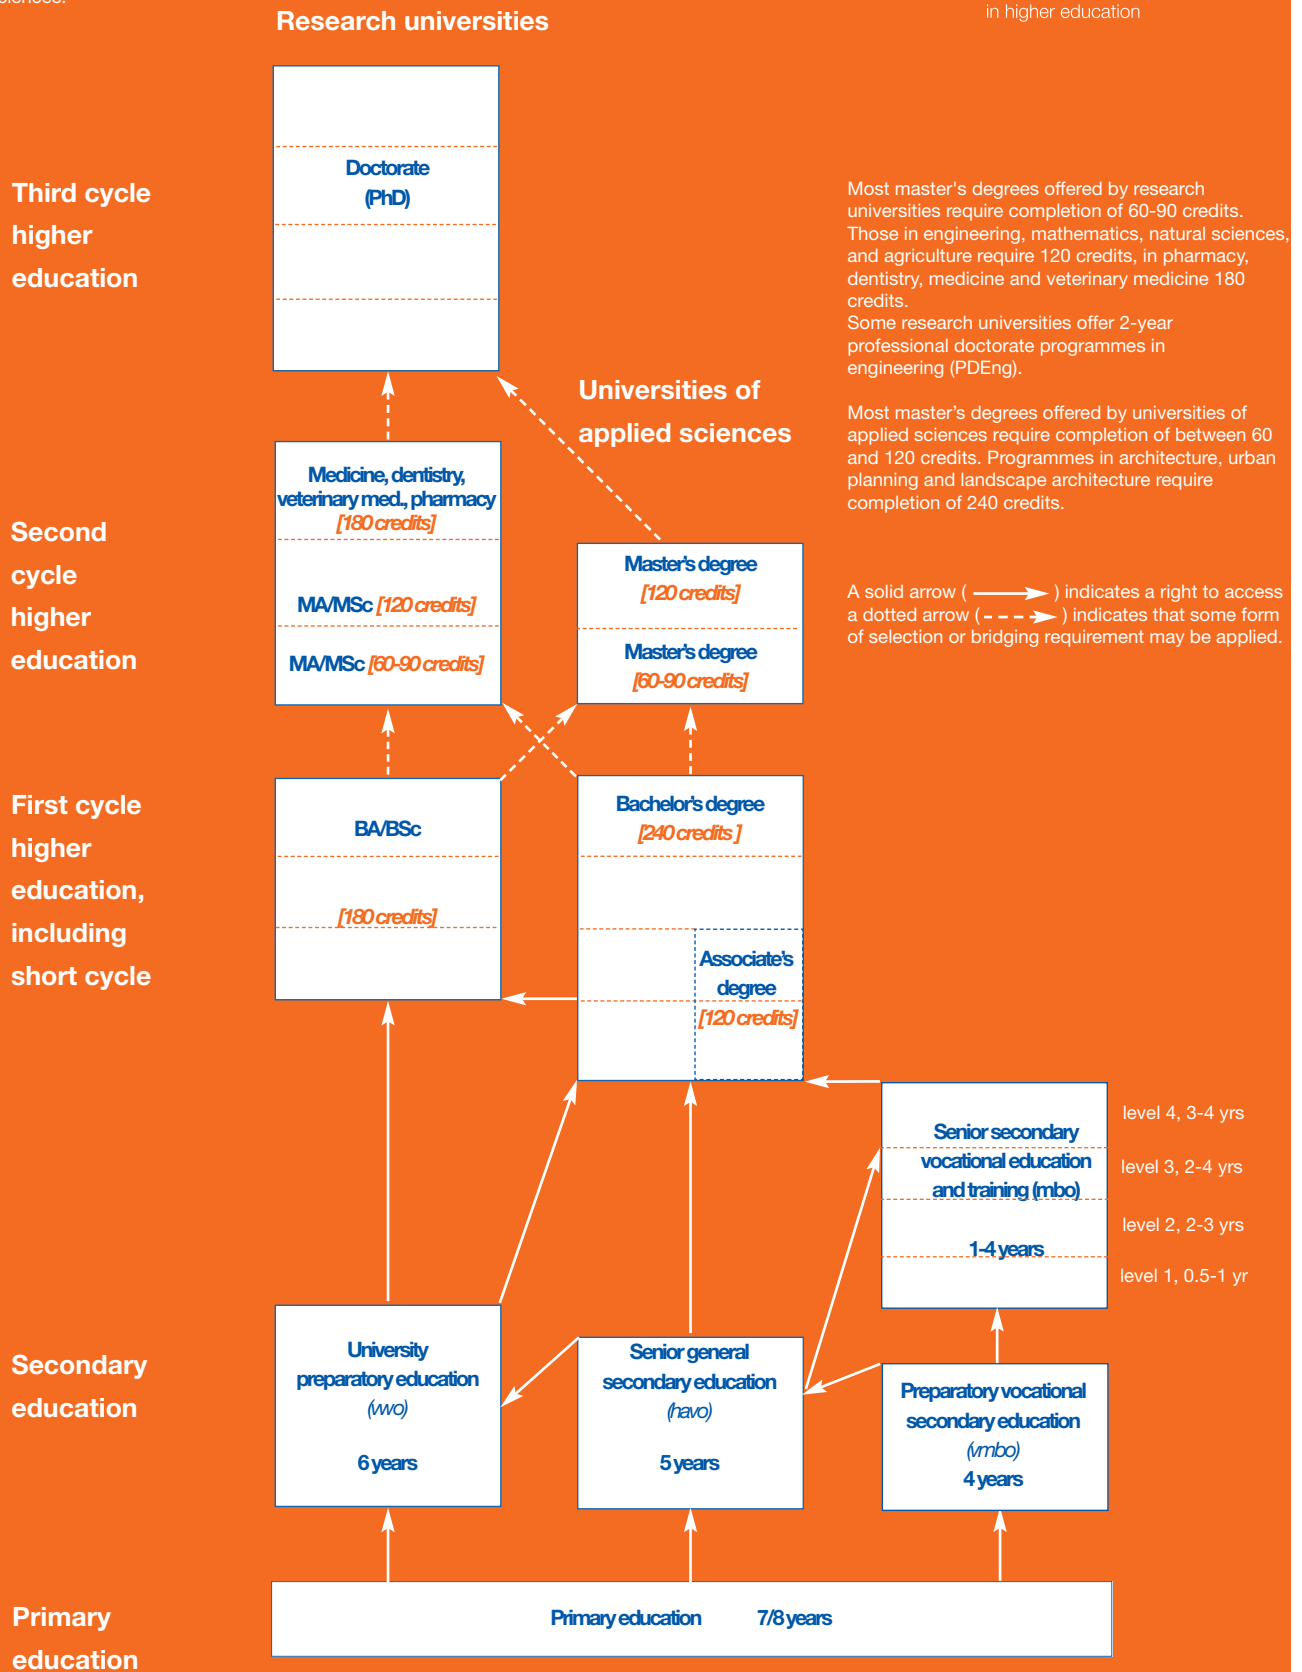 Research universities
in higher education
Third cycle
higher
education
Doctorate
(PhD)
Most master's degrees offered by research
universities require completion of 60-90 credits.
Those in engineering, mathematics, natural sciences,
and agriculture require 120 credits, in pharmacy,
dentistry, medicine and veterinary medicine 180
credits.
Some research universities offer 2-year
professional doctorate programmes in
engineering (PDEng).
Most master’s degrees offered by universities of
applied sciences require completion of between 60
and 120 credits. Programmes in architecture, urban
planning and landscape architecture require
completion of 240 credits.
A solid arrow ( ) indicates a right to access
a dotted arrow ( ) indicates that some form
of selection or bridging requirement may be applied.
Universities of
applied sciences
Second
cycle
higher
education
Medicine, dentistry,
veterinary med., pharmacy
[180 credits]
MA/MSc [120 credits]
MA/MSc [60-90 credits]
Master's degree
[120 credits]
Master's degree
[60-90 credits]
First cycle
higher
education,
including
short cycle
BA/BSc
[180 credits]
Bachelor's degree
[240 credits ]
Associate's
degree
[120 credits]
Senior secondary
vocational education
and training (mbo)
1-4 years
level 4, 3-4 yrs
level 3, 2-4 yrs
level 2, 2-3 yrs
level 1, 0.5-1 yr
Secondary
education
University
preparatory education
(vwo)
6 years
Senior general
secondary education
(havo)
5 years
Preparatory vocational
secondary education
(vmbo)
4 years
Primary
education
Primary education 7/8 years